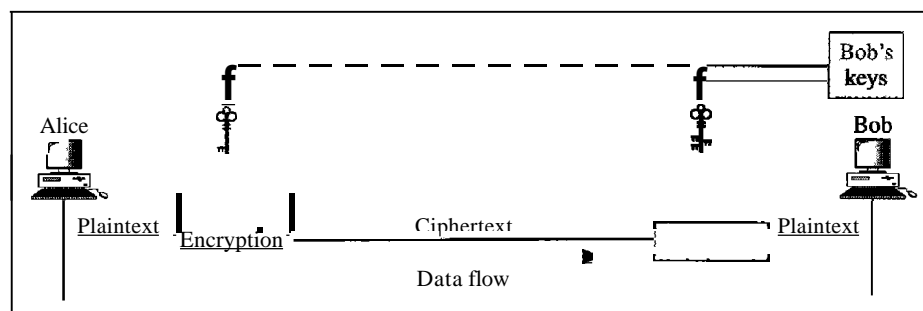 Bob's
keys
Alice
Bob
Plaintext
Encryption
Ciphertext
Plaintext
Data flow